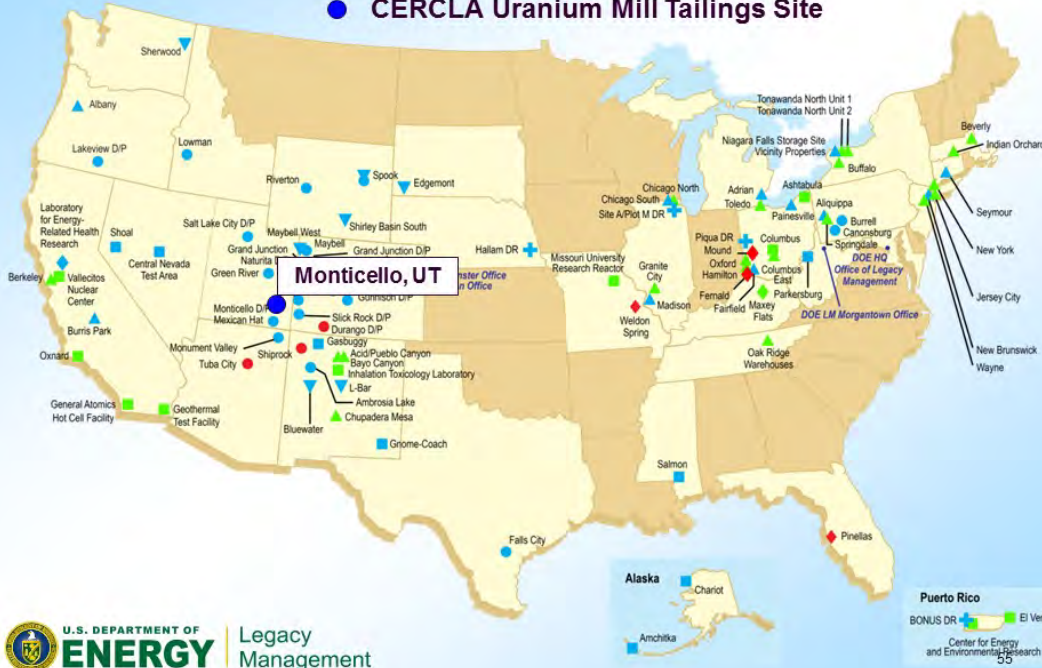 CERCLA Uranium Mill Tailings Site
Sherwood
Albany
Lakeview D/P
Lowman
Riverton
Spook
Edgemont
Shirley Basin South
Laboratory
for Energy-
Related Health
Research
Shoal
Salt Lake City D/P
Maybell West
Maybell
Grand Junction
Grand Junction D/P
Naturita
Green River
Central Nevada
Test Area
Berkeley
Vallecitos
Nuclear
Center
Burris Park
Oxnard
General Atomics
Hot Cell Facility
Geothermal
Test Facility
Monticello, UT
Office
Office
Gunnison D/P
Monticello D/P
Mexican Hat
Slick Rock D/P
Durango D/P
Monument Valley
Shiprock
Gasbuggy
Tuba City
Acid/Pueblo Canyon
Bayo Canyon
Inhalation Toxicology Laboratory
L-Bar
Ambrosia Lake
Bluewater
Chupadera Mesa
Gnome-Coach
Hallam DR
Falls City
Missouri University
Research Reactor
Weldon
Spring
Granite
City
Madison
Chicago North
Chicago South
Site A/Plot M DR
Adrian
Toledo
Ashtabula
Painesville
Aliquippa
Burrell
Canonsburg
Springdale
Piqua DR
Mound
Oxford
Hamilton
Fernald
Fairfield
Columbus
Columbus
East
Maxey
Flats
Parkersburg
DOE HQ
Office of Legacy
Management
DOE LM Morgantown Office
Oak Ridge
Warehouses
Tonawanda North Unit 1
Tonawanda North Unit 2
Niagara Falls Storage Site
Vicinity Properties
Buffalo
Beverly
Indian Orchard
Seymour
New York
Jersey City
New Brunswick
Wayne
Salmon
Pinellas
Alaska
Chariot
Amchitka
Puerto Rico
BONUS DR
El Ver
Center for Energy
and Environmental Research
55
U.S. DEPARTMENT OF
ENERGY
Legacy
Management